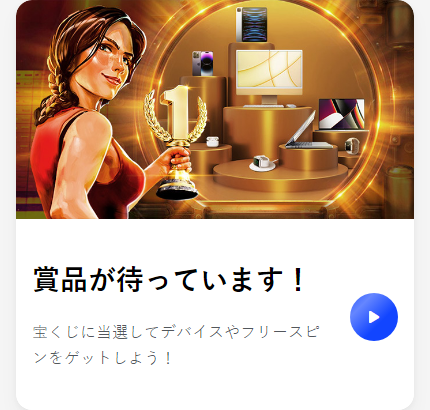 1
賞品が待っています！
宝くじに当選してデバイスやフリースピ
ンをゲットしよう！